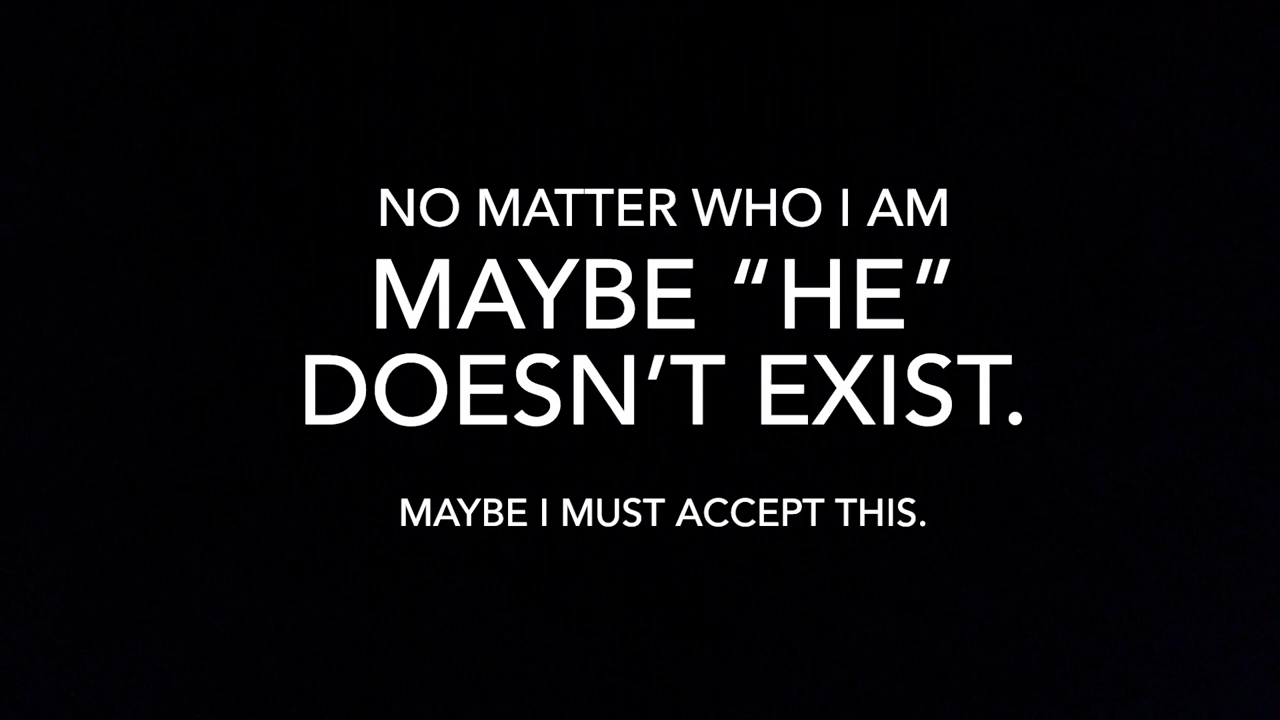 NO MATTER WHO I AM
MAYBE “HE”
DOESN’T EXIST.
MAYBE I MUST ACCEPT THIS.